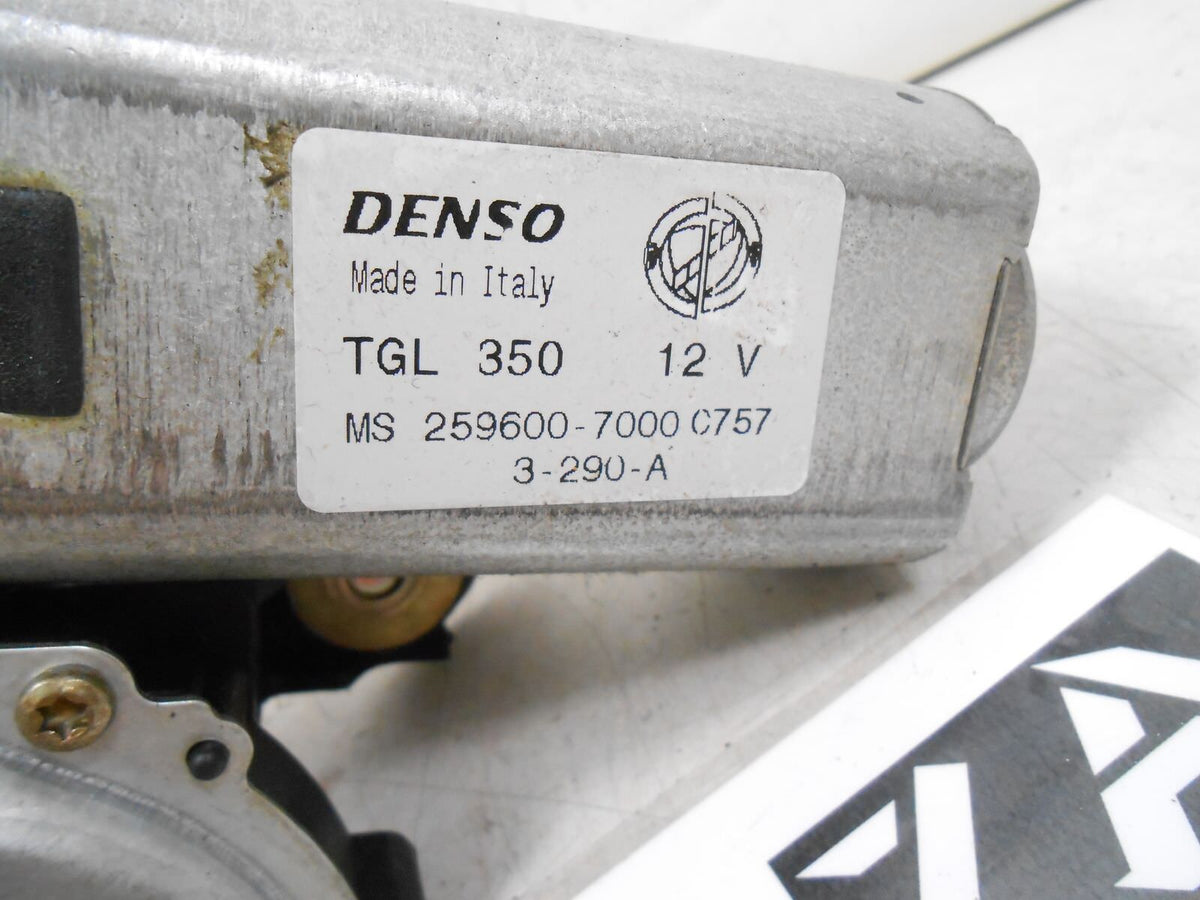 DENSO
Made in Italy
TGL 350 12 V
MS 259600-7000 C757
3-290-A